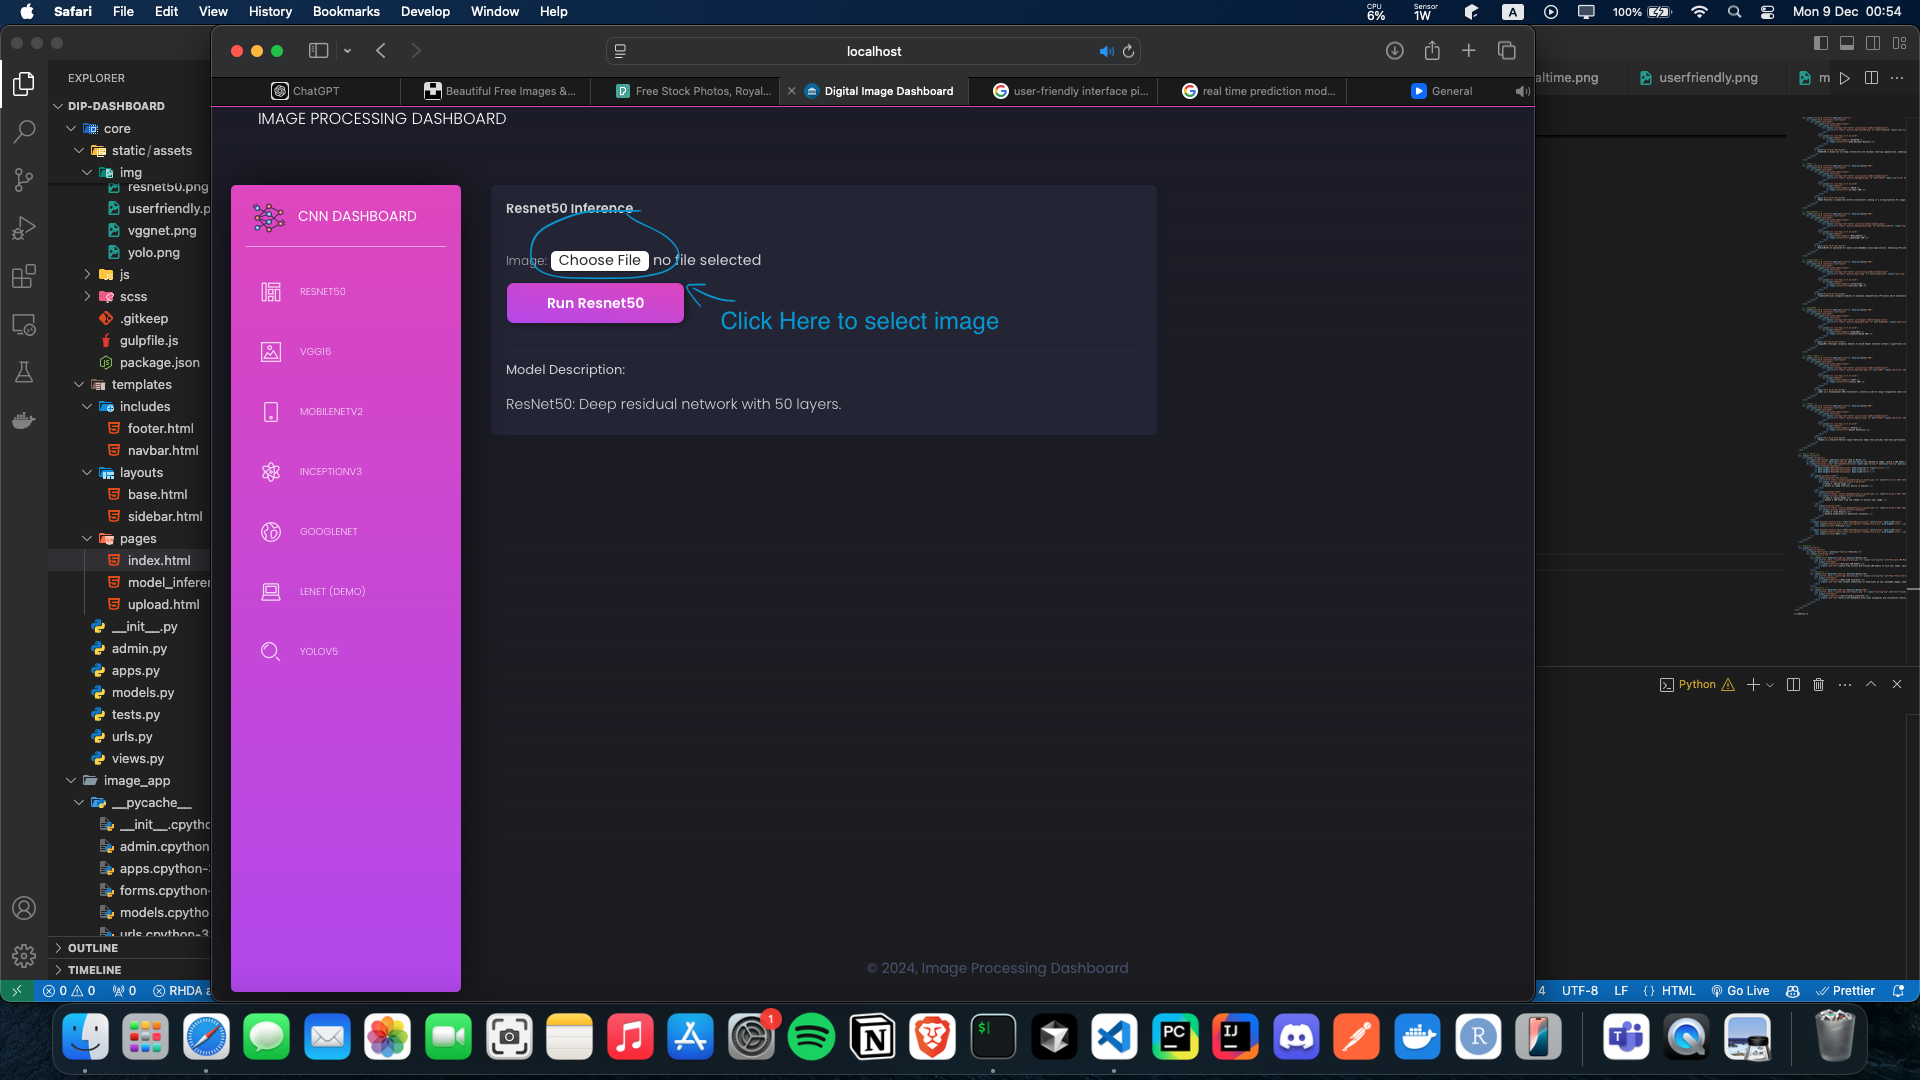 Safari File Edit View History Bookmarks Develop Window Help
CPU 6% Sensor 1W A 100% Mon 9 Dec 00:54
localhost
ChatGPT
Beautiful Free Images &...
Free Stock Photos, Royal...
Digital Image Dashboard
user-friendly interface pi...
real time prediction mod...
General
altime.png
userfriendly.png
m
EXPLORER
DIP-DASHBOARD
core
static/assets
img
resnet50.png
userfriendly.p
vggnet.png
yolo.png
js
scss
.gitkeep
gulpfile.js
package.json
templates
includes
footer.html
navbar.html
layouts
base.html
sidebar.html
pages
index.html
model_inferer
upload.html
__init__.py
admin.py
apps.py
models.py
tests.py
urls.py
views.py
image_app
__pycache__
__init__.cpytho
admin.cpython
apps.cpython-
forms.cpython-
models.cpytho
urls.cpython-3
OUTLINE
TIMELINE
0 0 0 RHDA
IMAGE PROCESSING DASHBOARD
CNN DASHBOARD
RESNET50
VGG16
MOBILENETV2
INCEPTIONV3
GOOGLENET
LENET (DEMO)
YOLOV5
Resnet50 Inference
Image: Choose File no file selected
Run Resnet50
Click Here to select image
Model Description:
ResNet50: Deep residual network with 50 layers.
© 2024, Image Processing Dashboard
Python
4 UTF-8 LF {} HTML Go Live Prettier
1
$|
PC
IJ
R